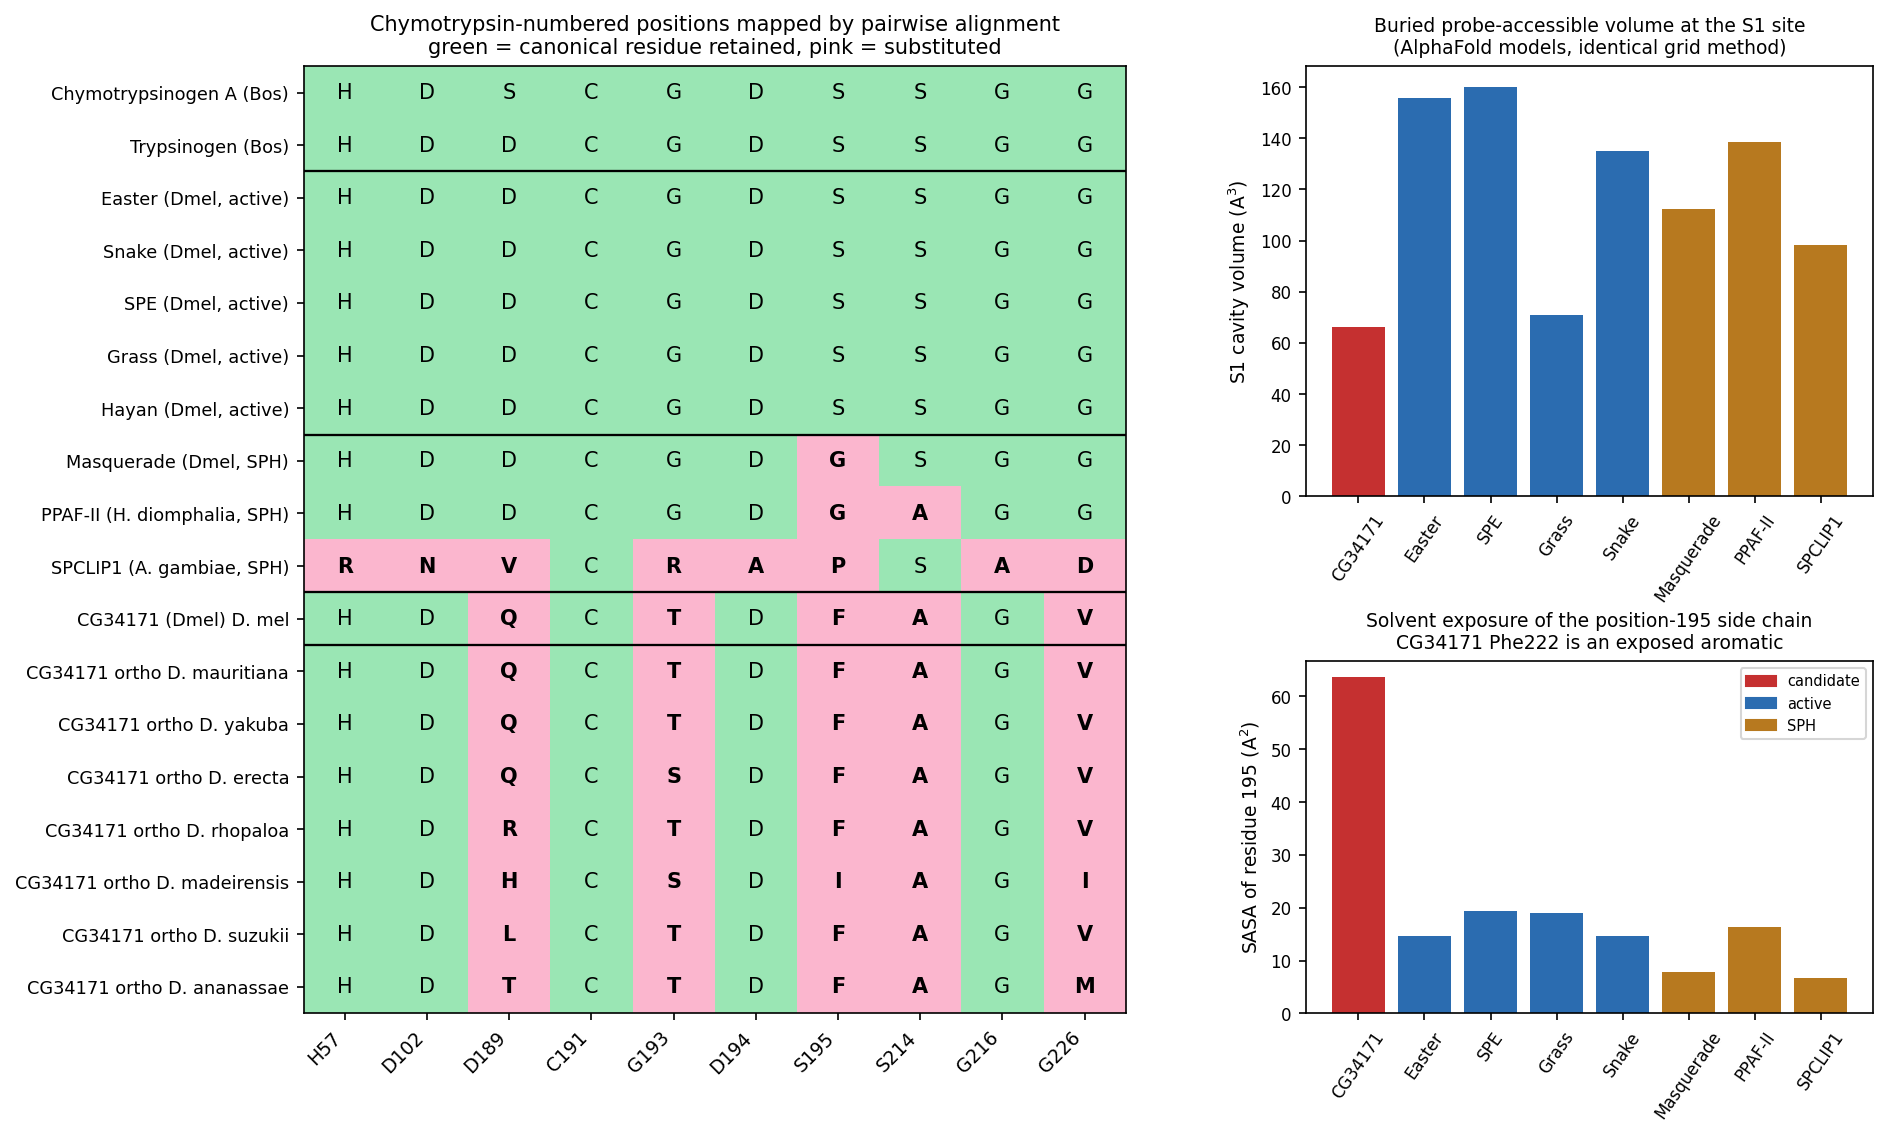 Chymotrypsin-numbered positions mapped by pairwise alignment
green = canonical residue retained, pink = substituted
Chymotrypsinogen A (Bos) H D S C G D S S G G
Trypsinogen (Bos) H D D C G D S S G G
Easter (Dmel, active) H D D C G D S S G G
Snake (Dmel, active) H D D C G D S S G G
SPE (Dmel, active) H D D C G D S S G G
Grass (Dmel, active) H D D C G D S S G G
Hayan (Dmel, active) H D D C G D S S G G
Masquerade (Dmel, SPH) H D D C G D G S G G
PPAF-II (H. diomphalia, SPH) H D D C G D G A G G
SPCLIP1 (A. gambiae, SPH) R N V C R A P S A D
CG34171 (Dmel) D. mel H D Q C T D F A G V
CG34171 ortho D. mauritiana H D Q C T D F A G V
CG34171 ortho D. yakuba H D Q C T D F A G V
CG34171 ortho D. erecta H D Q C S D F A G V
CG34171 ortho D. rhopaloa H D R C T D F A G V
CG34171 ortho D. madeirensis H D H C S D I A G I
CG34171 ortho D. suzukii H D L C T D F A G V
CG34171 ortho D. ananassae H D T C T D F A G M
H57 D102 D189 C191 G193 D194 S195 S214 G216 G226
Buried probe-accessible volume at the S1 site
(AlphaFold models, identical grid method)
S1 cavity volume (A³)
160
140
120
100
80
60
40
20
0
CG34171 Easter SPE Grass Snake Masquerade PPAF-II SPCLIP1
Solvent exposure of the position-195 side chain
CG34171 Phe222 is an exposed aromatic
SASA of residue 195 (A²)
60
50
40
30
20
10
0
candidate
active
SPH
CG34171 Easter SPE Grass Snake Masquerade PPAF-II SPCLIP1